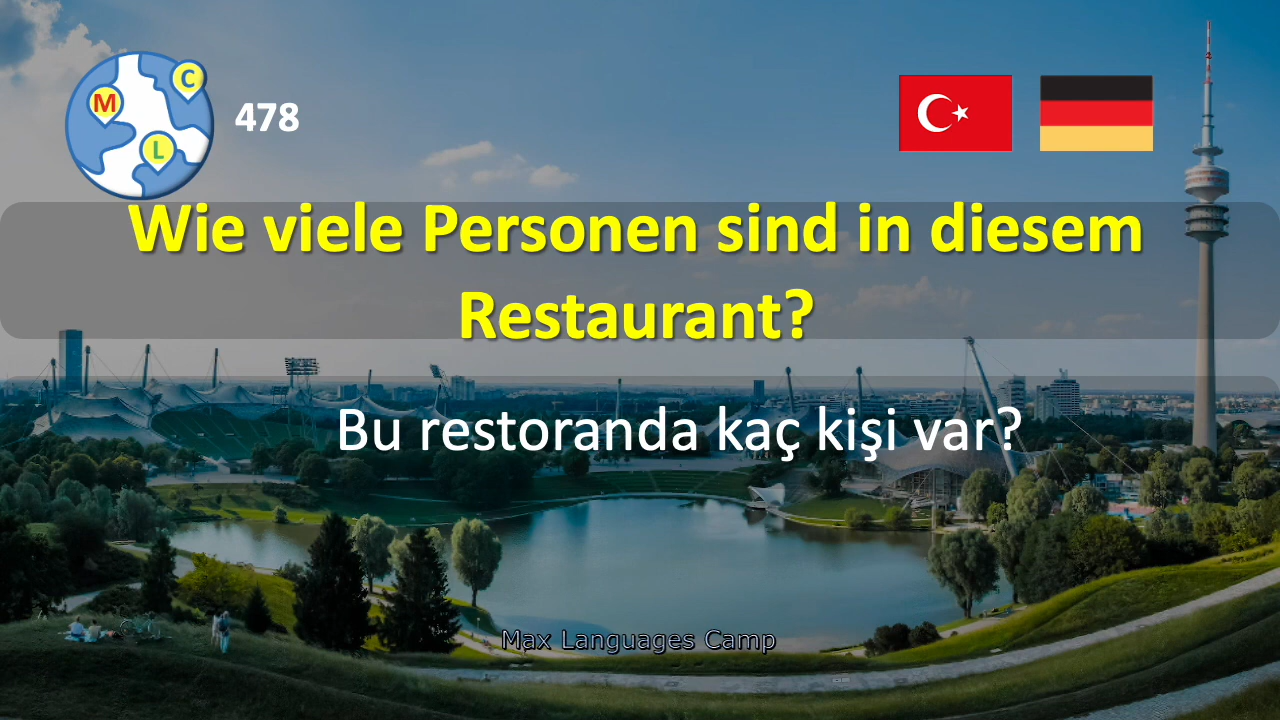 M
C
L
478
Wie viele Personen sind in diesem
Restaurant?
Bu restoranda kaç kişi var?
Max Languages Camp